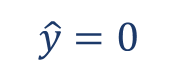 ŷ = 0